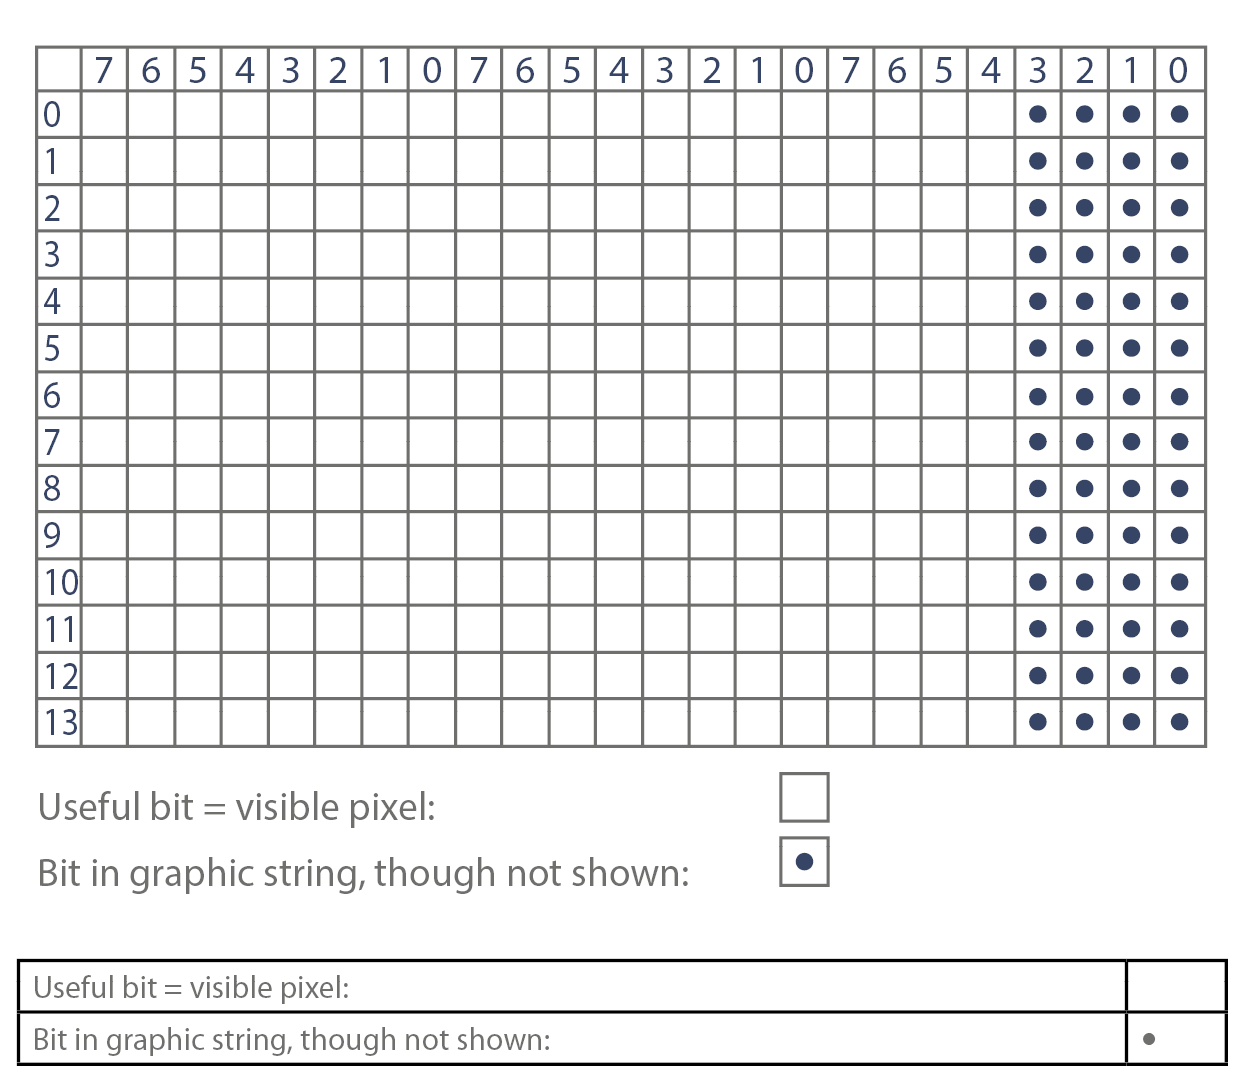 7 6 5 4 3 2 1 0 7 6 5 4 3 2 1 0 7 6 5 4 3 2 1 0
0
1
2
3
4
5
6
7
8
9
10
11
12
13
Useful bit = visible pixel:
Bit in graphic string, though not shown:
Useful bit = visible pixel:
Bit in graphic string, though not shown: